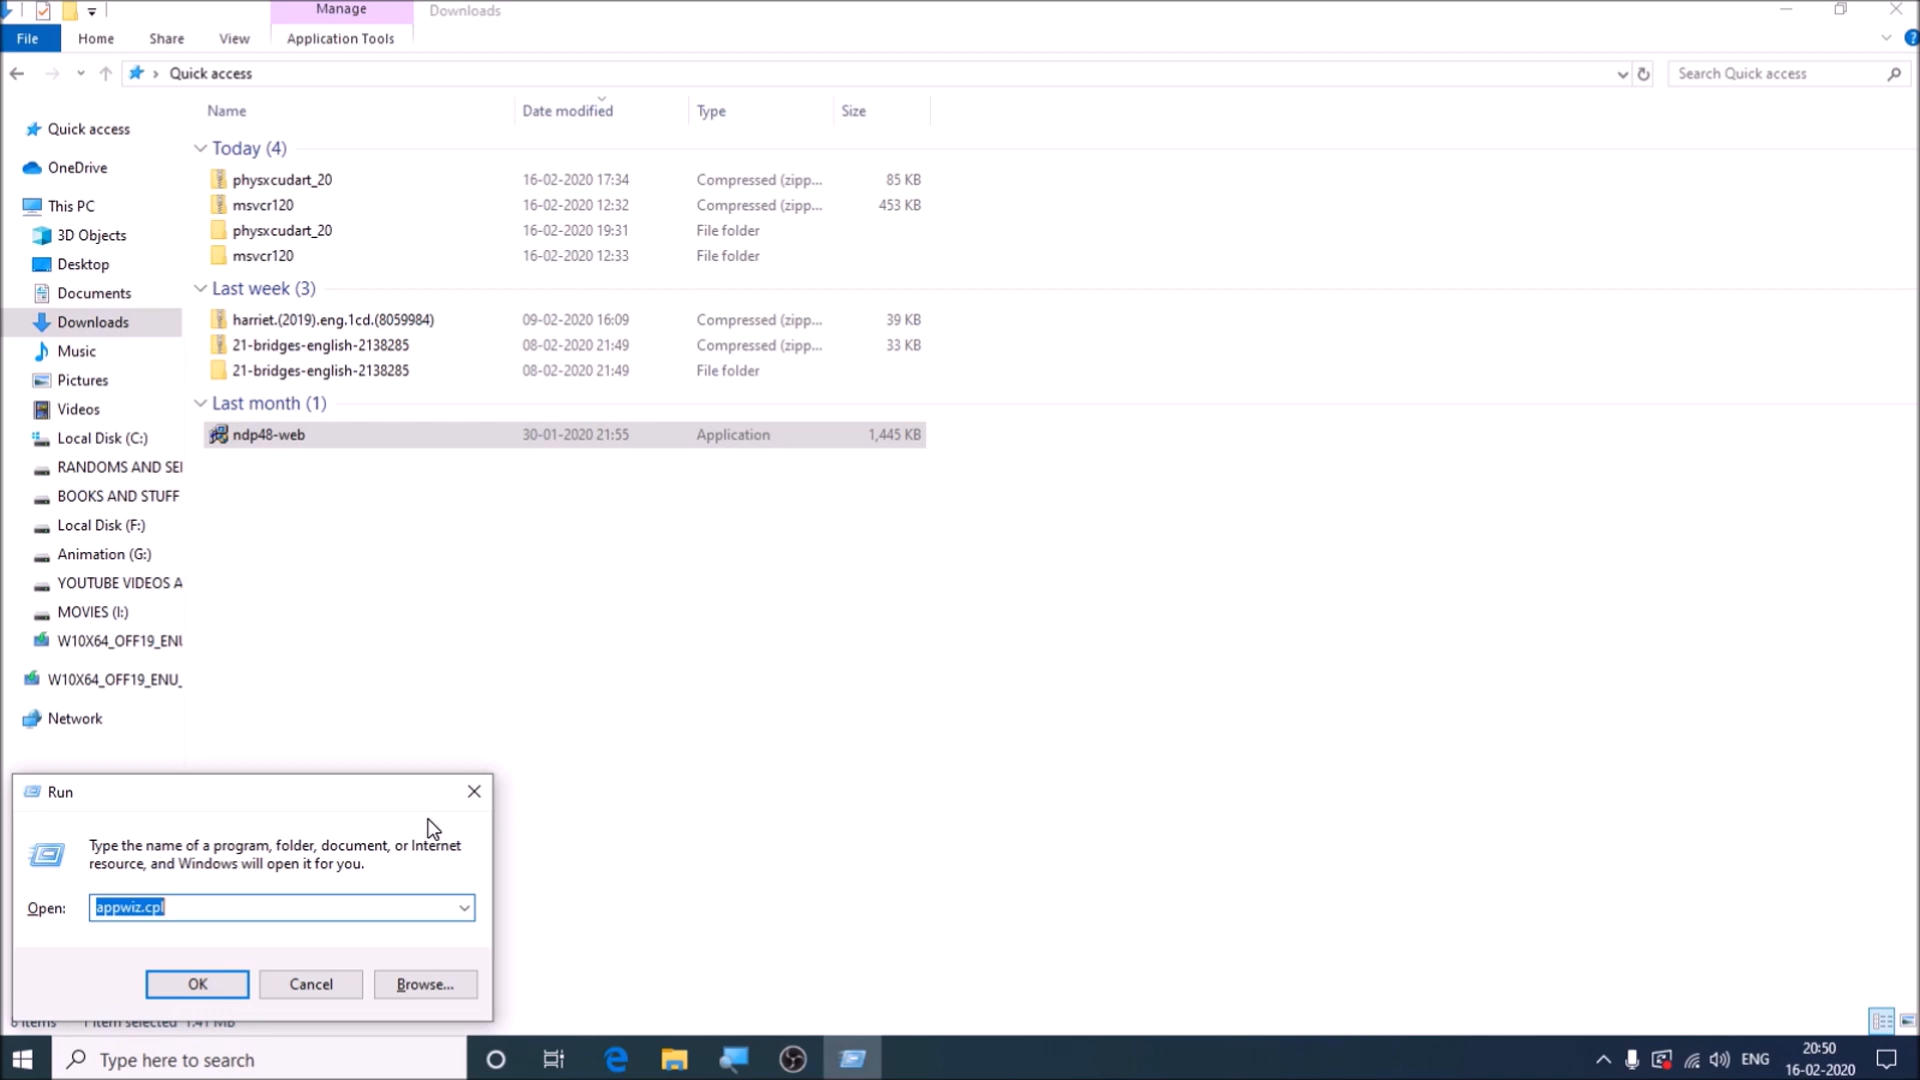 Manage
Downloads
File
Home
Share
View
Application Tools
?
Quick access
Search Quick access
Name
Date modified
Type
Size
Quick access
OneDrive
This PC
3D Objects
Desktop
Documents
Downloads
Music
Pictures
Videos
Local Disk (C:)
RANDOMS AND SEI
BOOKS AND STUFF
Local Disk (F:)
Animation (G:)
YOUTUBE VIDEOS A
MOVIES (I:)
W10X64_OFF19_ENU
W10X64_OFF19_ENU_
Network
Today (4)
physxcudart_20 16-02-2020 17:34 Compressed (zipp... 85 KB
msvcr120 16-02-2020 12:32 Compressed (zipp... 453 KB
physxcudart_20 16-02-2020 19:31 File folder
msvcr120 16-02-2020 12:33 File folder
Last week (3)
harriet.(2019).eng.1cd.(8059984) 09-02-2020 16:09 Compressed (zipp... 39 KB
21-bridges-english-2138285 08-02-2020 21:49 Compressed (zipp... 33 KB
21-bridges-english-2138285 08-02-2020 21:49 File folder
Last month (1)
ndp48-web 30-01-2020 21:55 Application 1,445 KB
Run
Type the name of a program, folder, document, or Internet
resource, and Windows will open it for you.
Open: appwiz.cpl
OK
Cancel
Browse...
items 1 item selected 1.41 MB
Type here to search
ENG
20:50
16-02-2020